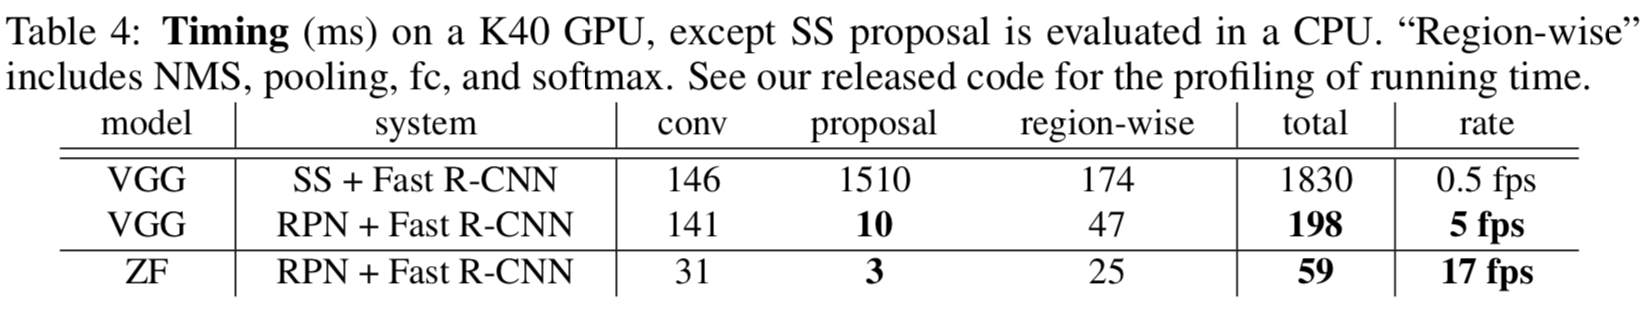 Table 4: Timing (ms) on a K40 GPU, except SS proposal is evaluated in a CPU. “Region-wise”
includes NMS, pooling, fc, and softmax. See our released code for the profiling of running time.
model system conv proposal region-wise total rate
VGG SS + Fast R-CNN 146 1510 174 1830 0.5 fps
VGG RPN + Fast R-CNN 141 10 47 198 5 fps
ZF RPN + Fast R-CNN 31 3 25 59 17 fps